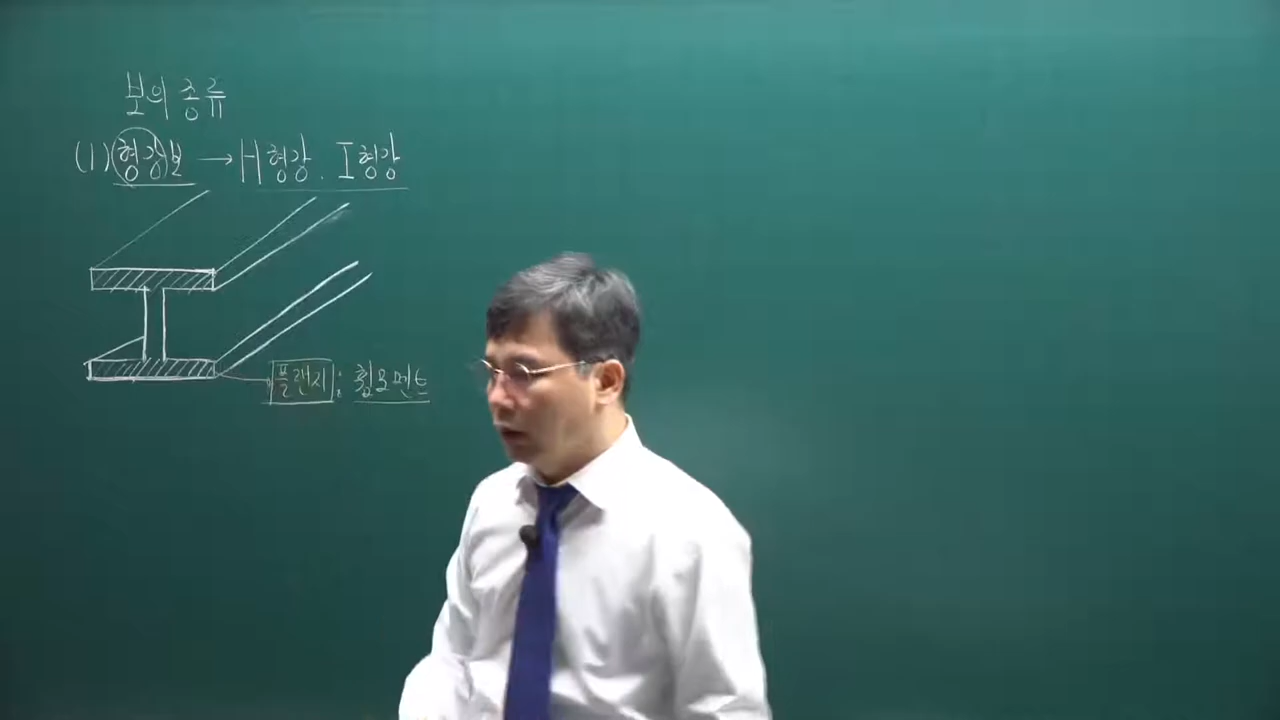 보의 종류
(1) 형강보 → H형강. I형강
플랜지 : 휨모멘트